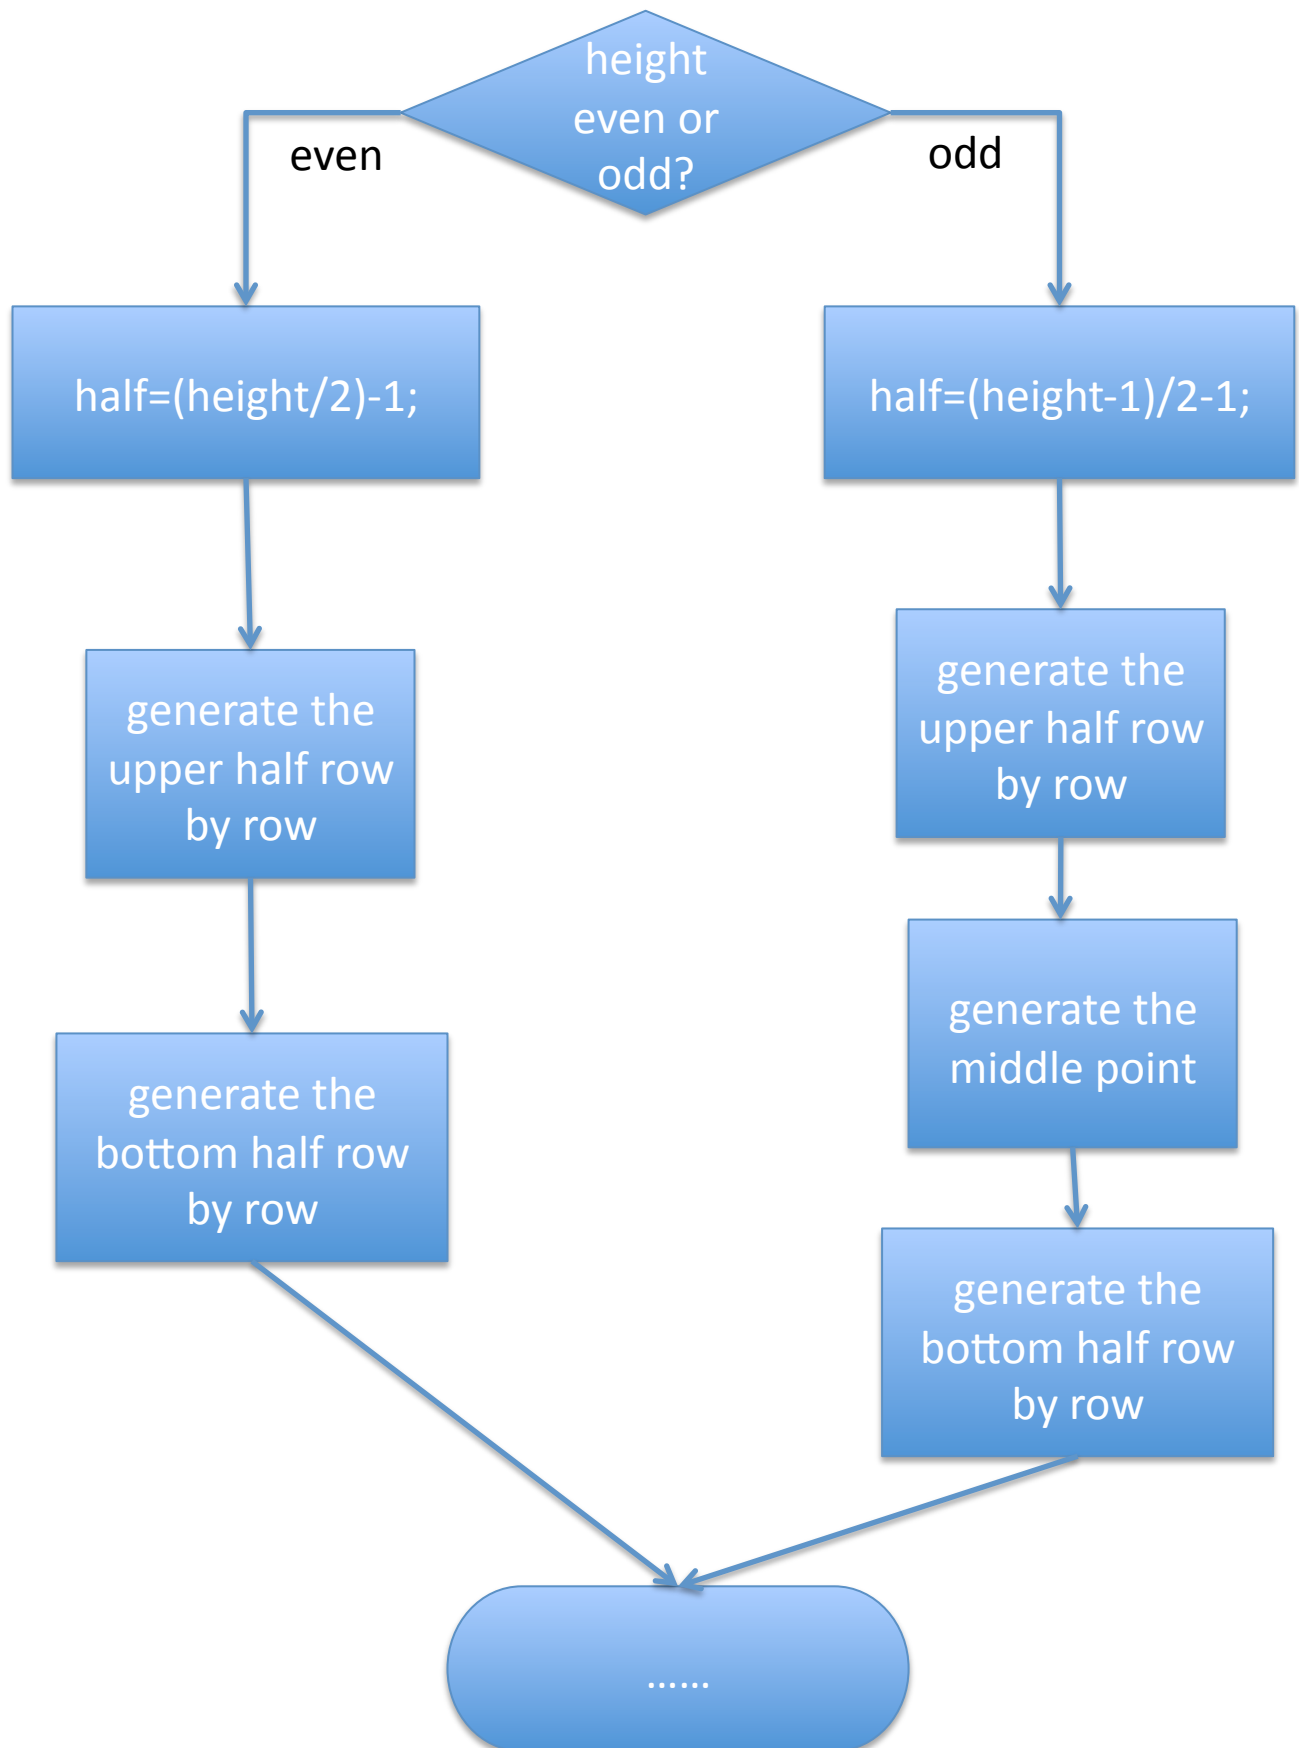 height
even or
odd?
even
odd
half=(height/2)-1;
half=(height-1)/2-1;
generate the
upper half row
by row
generate the
upper half row
by row
generate the
middle point
generate the
bottom half row
by row
generate the
bottom half row
by row
......